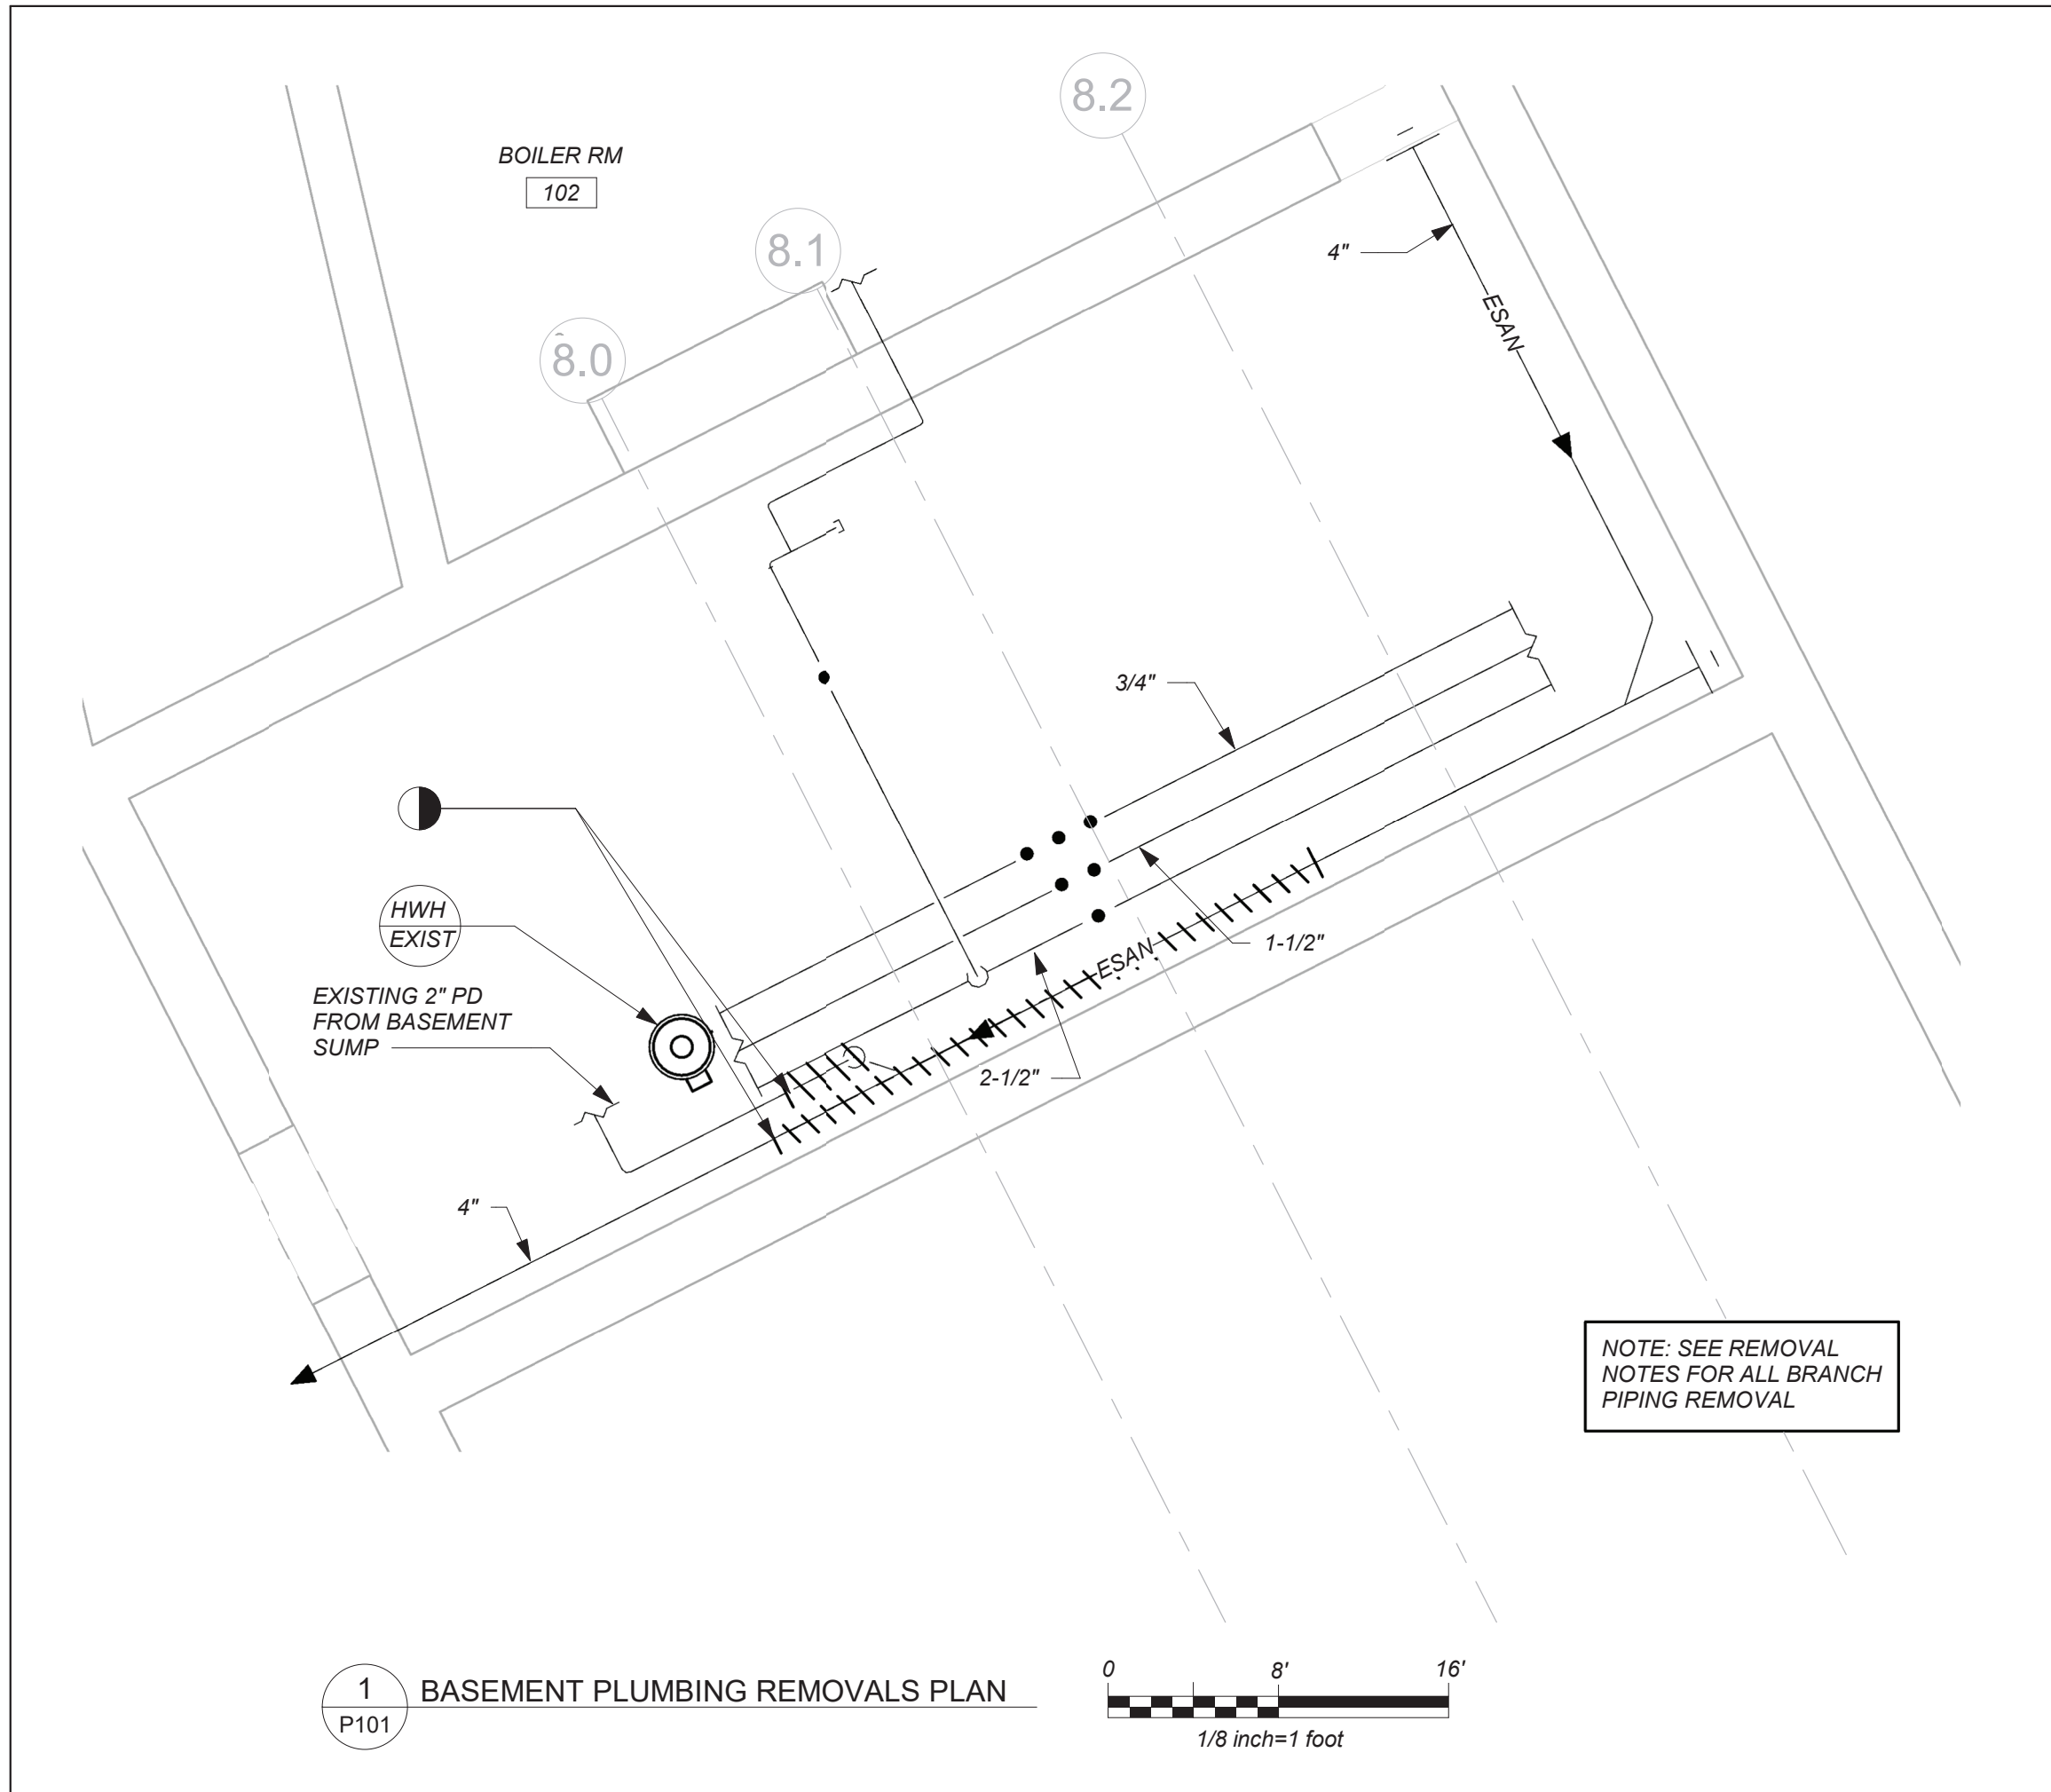 8.2
BOILER RM
102
8.1
4"
8.0
ESAN
3/4"
HWH
EXIST
1-1/2"
ESAN
EXISTING 2" PD
FROM BASEMENT
SUMP
2-1/2"
4"
NOTE: SEE REMOVAL
NOTES FOR ALL BRANCH
PIPING REMOVAL
1
P101
BASEMENT PLUMBING REMOVALS PLAN
0 8' 16'
1/8 inch=1 foot